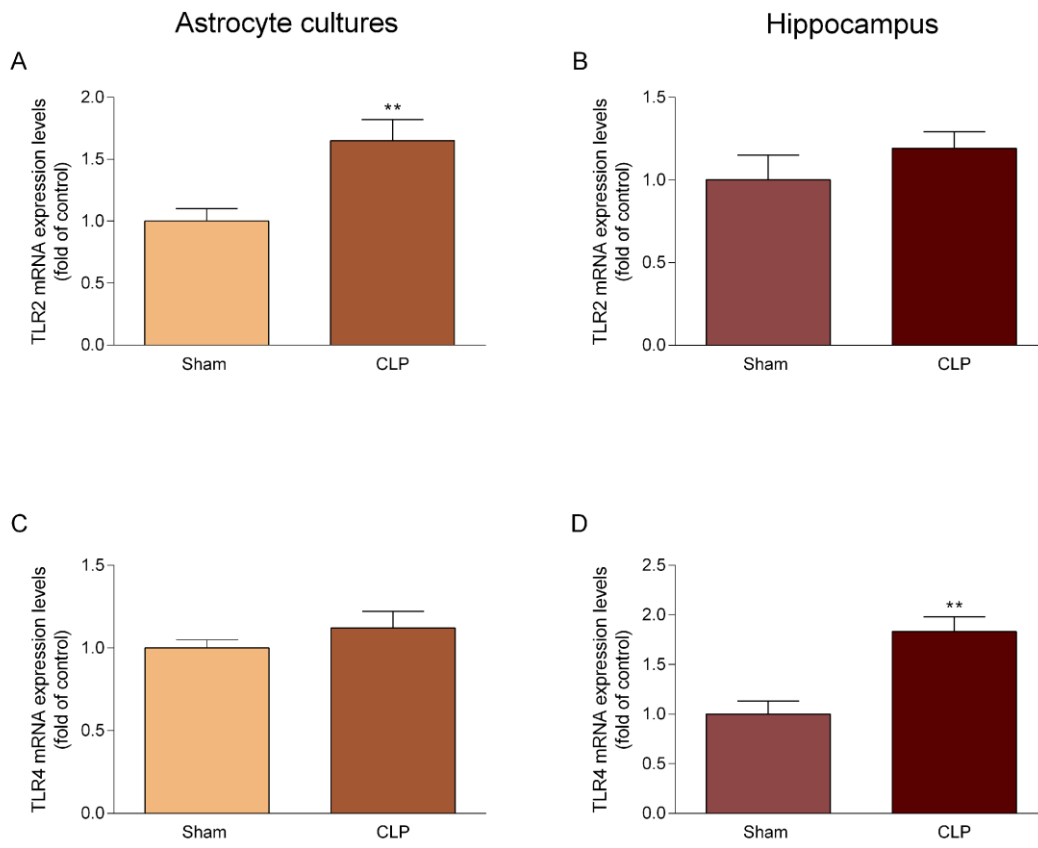 Astrocyte cultures
Hippocampus
A
TLR2 mRNA expression levels
(fold of control)
2.0
1.5
1.0
0.5
0.0
**
Sham
CLP
B
TLR2 mRNA expression levels
(fold of control)
1.5
1.0
0.5
0.0
Sham
CLP
C
TLR4 mRNA expression levels
(fold of control)
1.5
1.0
0.5
0.0
Sham
CLP
D
TLR4 mRNA expression levels
(fold of control)
2.5
2.0
1.5
1.0
0.5
0.0
**
Sham
CLP